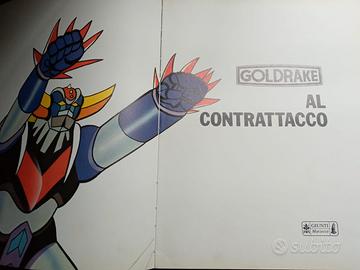 GOLDRAKE
AL
CONTRATTACCO
GIUNTI
Marzocco
subito